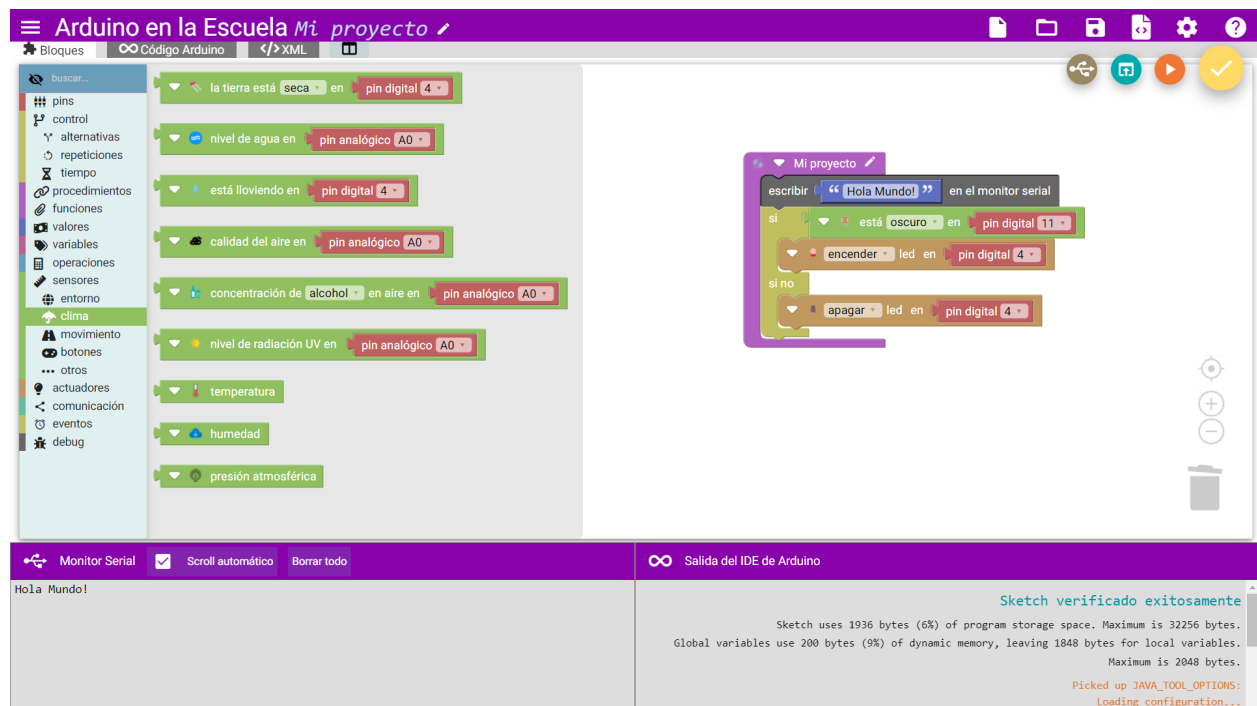 Arduino en la Escuela Mi proyecto
Bloques Código Arduino </> XML
buscar...
pins
control
alternativas
repeticiones
tiempo
procedimientos
funciones
valores
variables
operaciones
sensores
entorno
clima
movimiento
botones
otros
actuadores
comunicación
eventos
debug
la tierra está seca en pin digital 4
nivel de agua en pin analógico A0
está lloviendo en pin digital 4
calidad del aire en pin analógico A0
concentración de alcohol en aire en pin analógico A0
nivel de radiación UV en pin analógico A0
temperatura
humedad
presión atmosférica
Mi proyecto
escribir “ Hola Mundo! ” en el monitor serial
si está oscuro en pin digital 11
encender led en pin digital 4
si no
apagar led en pin digital 4
Monitor Serial Scroll automático Borrar todo
Hola Mundo!
Salida del IDE de Arduino
Sketch verificado exitosamente
Sketch uses 1936 bytes (6%) of program storage space. Maximum is 32256 bytes.
Global variables use 200 bytes (9%) of dynamic memory, leaving 1848 bytes for local variables.
Maximum is 2048 bytes.
Picked up JAVA_TOOL_OPTIONS:
Loading configuration...